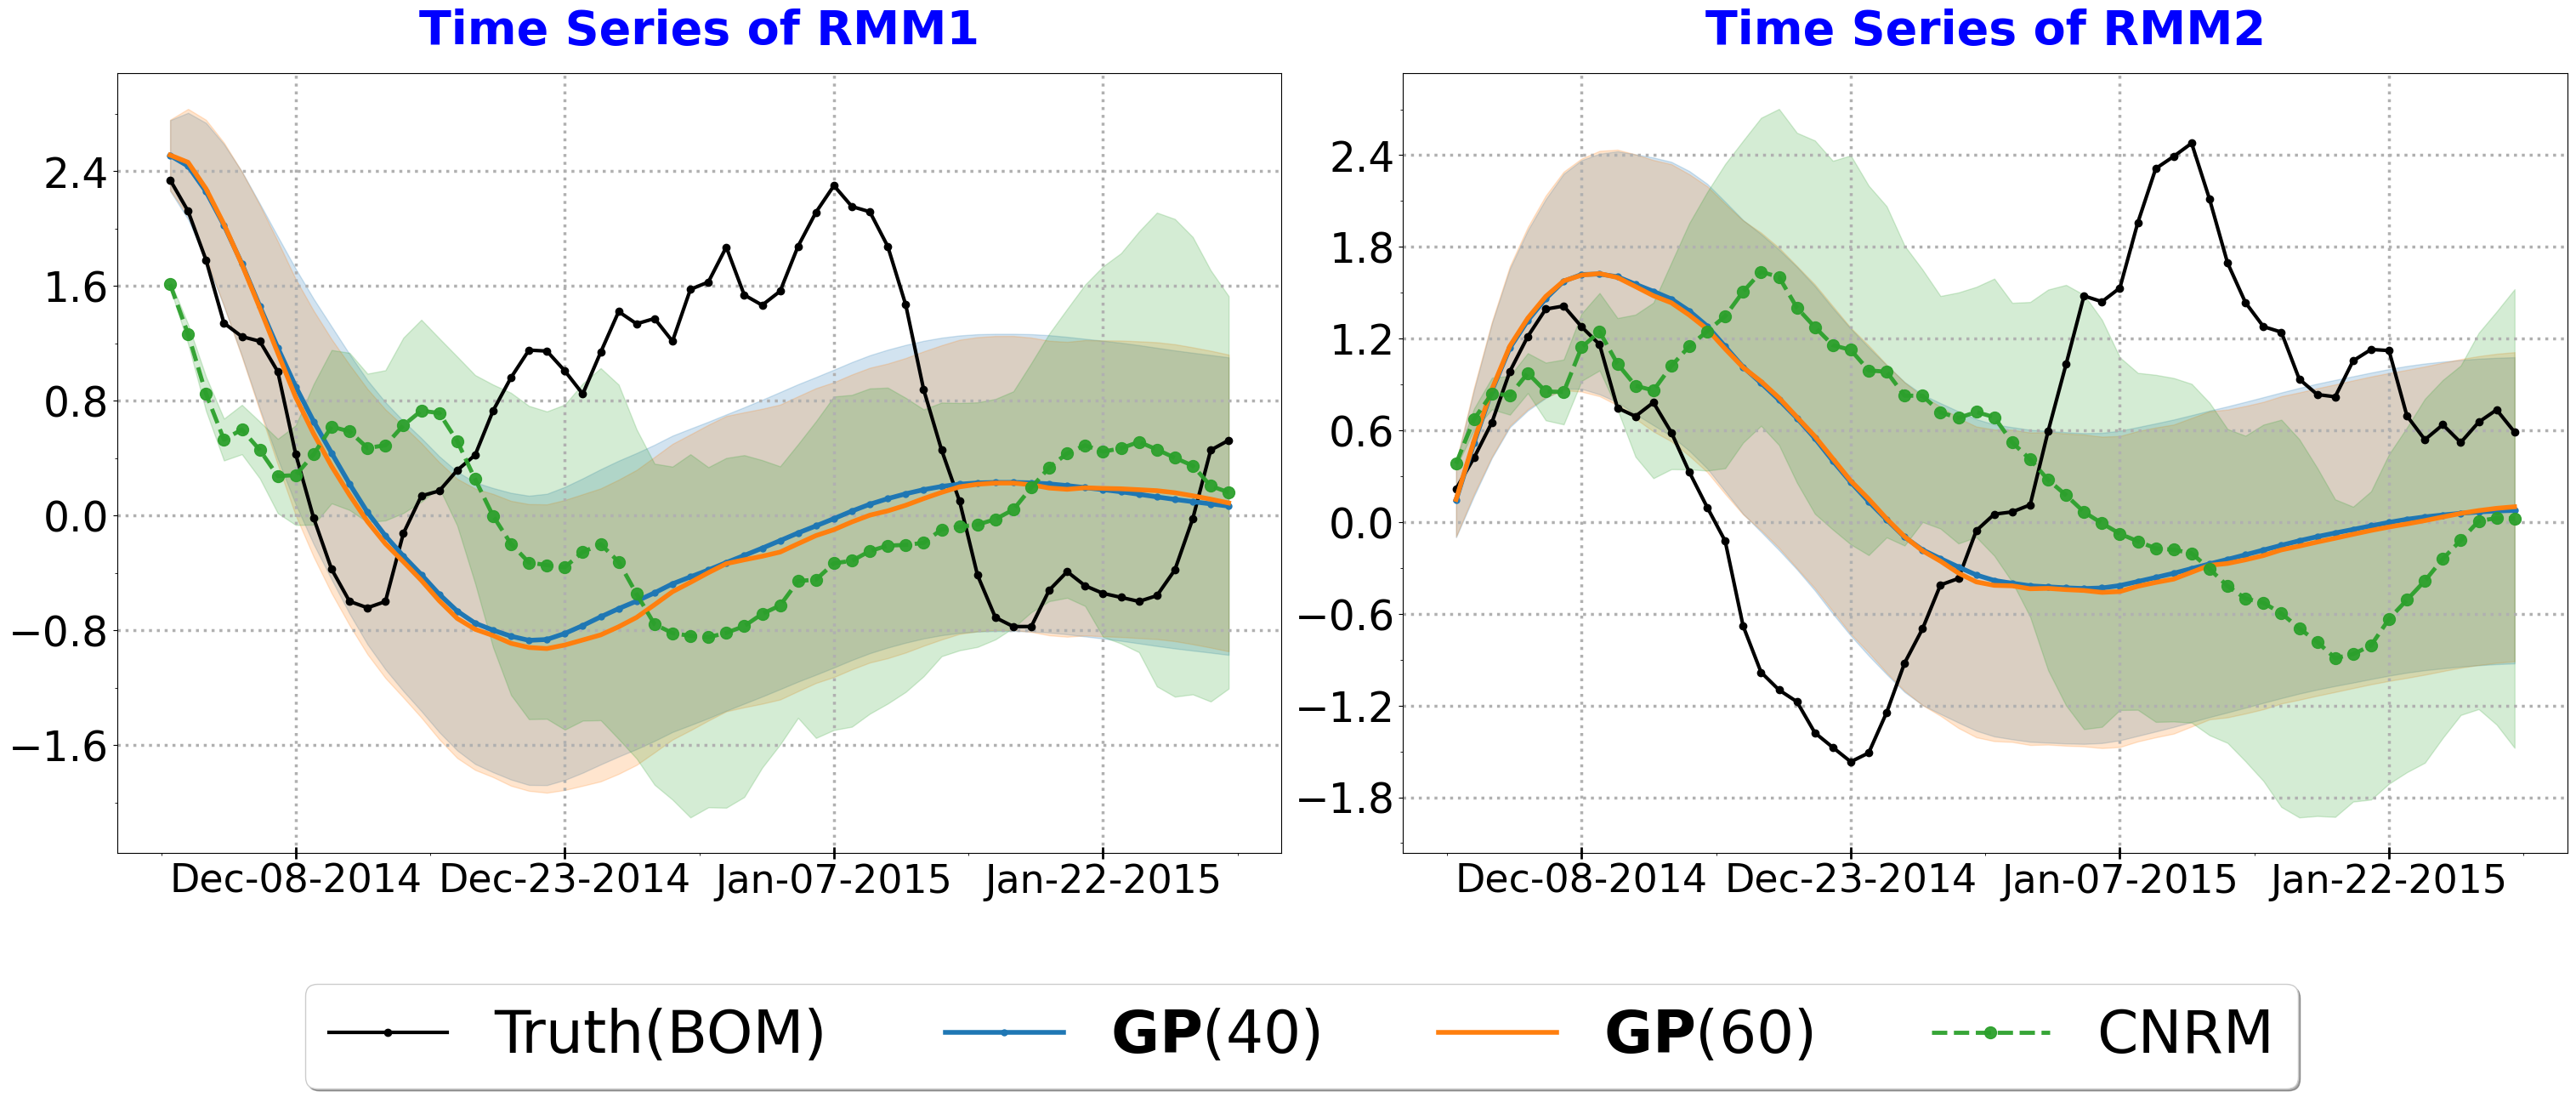 Time Series of RMM1
2.4
1.6
0.8
0.0
−0.8
−1.6
Dec-08-2014 Dec-23-2014 Jan-07-2015 Jan-22-2015
Time Series of RMM2
2.4
1.8
1.2
0.6
0.0
−0.6
−1.2
−1.8
Dec-08-2014 Dec-23-2014 Jan-07-2015 Jan-22-2015
Truth(BOM) GP(40) GP(60) CNRM